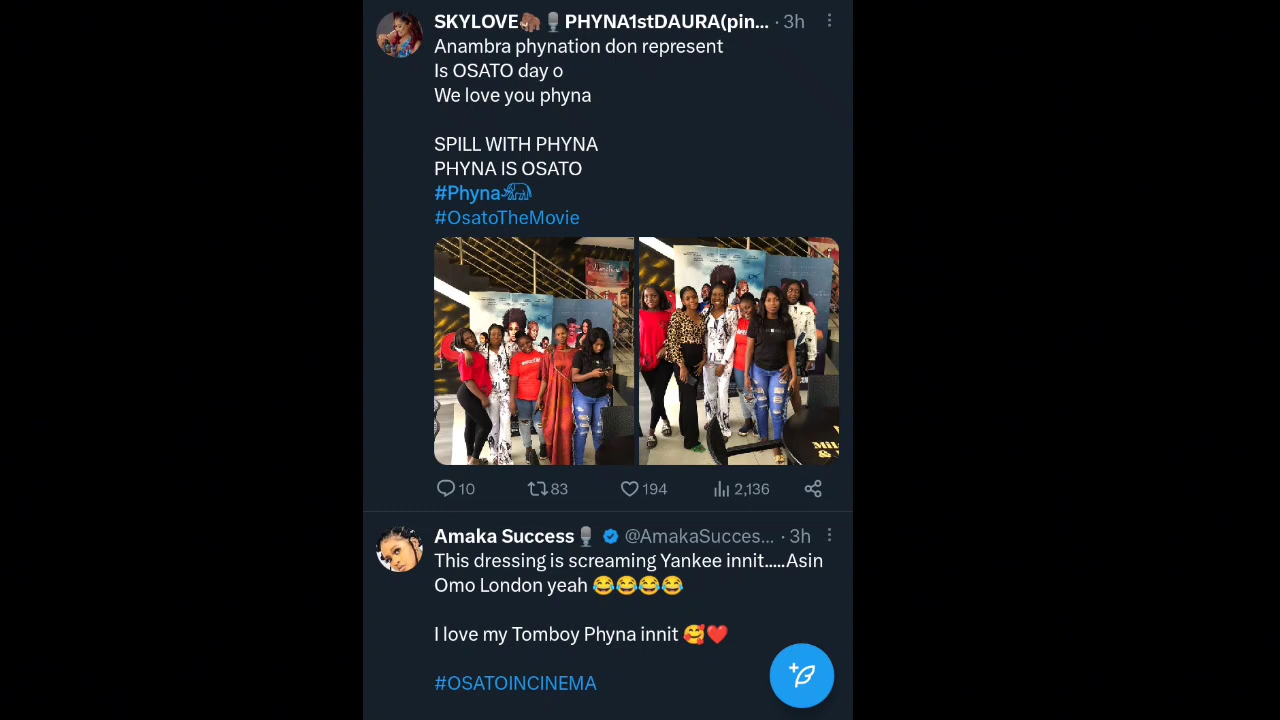 SKYLOVE🦣🎙️PHYNA1stDAURA(pin... · 3h
Anambra phynation don represent
Is OSATO day o
We love you phyna
SPILL WITH PHYNA
PHYNA IS OSATO
#Phyna
#OsatoTheMovie
10 83 194 2,136
Amaka Success🎙️ @AmakaSucces... · 3h
This dressing is screaming Yankee innit.....Asin
Omo London yeah 😂😂😂😂
I love my Tomboy Phyna innit 🥰❤️
#OSATOINCINEMA